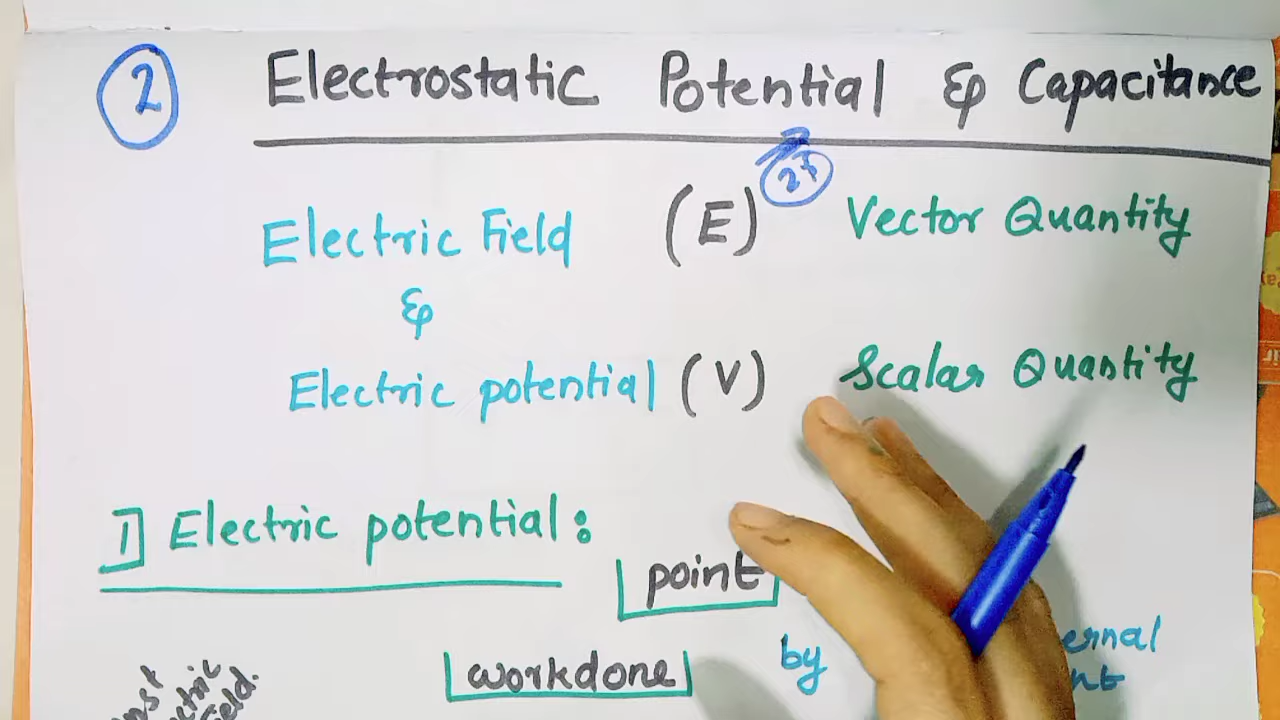 2 Electrostatic Potential & Capacitance
Electric Field (E) Vector Quantity
&
Electric potential (V) Scalar Quantity
1] Electric potential:
point
workdone by